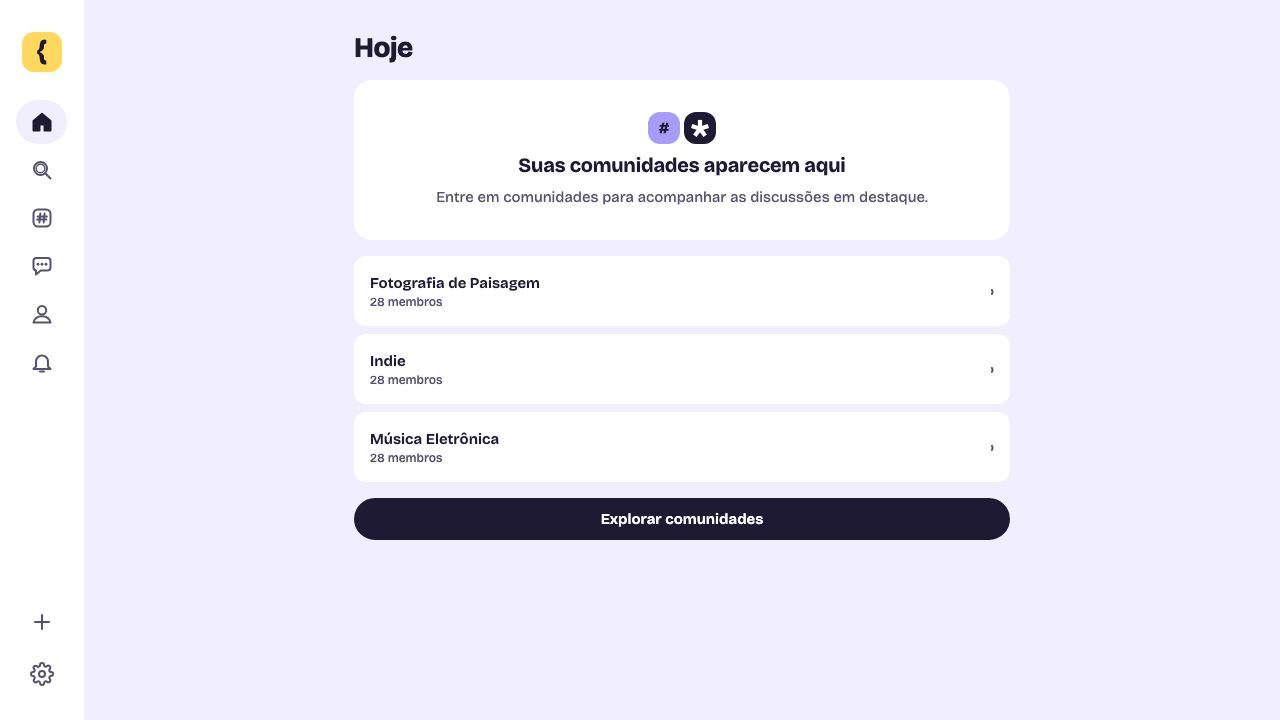 {
Hoje
# *
Suas comunidades aparecem aqui
Entre em comunidades para acompanhar as discussões em destaque.
Fotografia de Paisagem
28 membros
›
Indie
28 membros
›
Música Eletrônica
28 membros
›
Explorar comunidades